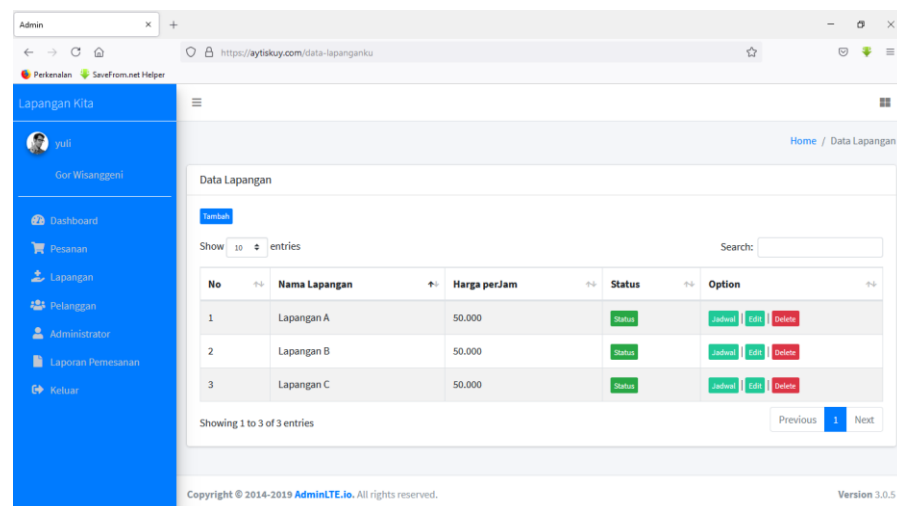 Admin
https://aytiskuy.com/data-lapanganku
Perkenalan SaveFrom.net Helper
Lapangan Kita
yuli
Gor Wisanggeni
Dashboard
Pesanan
Lapangan
Pelanggan
Administrator
Laporan Pemesanan
Keluar
Home / Data Lapangan
Data Lapangan
Tambah
Show 10 entries Search:
No Nama Lapangan Harga perJam Status Option
1 Lapangan A 50.000 Status Jadwal | Edit | Delete
2 Lapangan B 50.000 Status Jadwal | Edit | Delete
3 Lapangan C 50.000 Status Jadwal | Edit | Delete
Showing 1 to 3 of 3 entries Previous 1 Next
Copyright © 2014-2019 AdminLTE.io. All rights reserved. Version 3.0.5